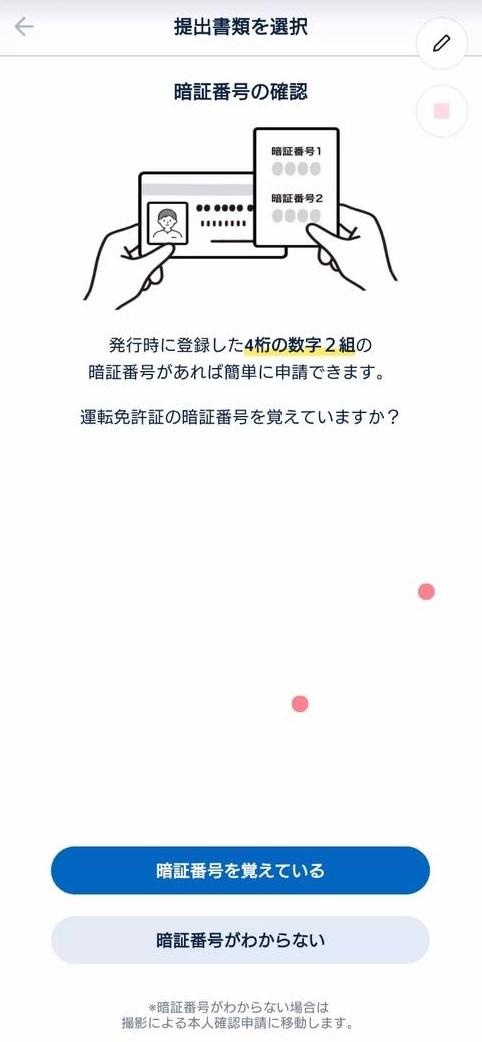 提出書類を選択
暗証番号の確認
暗証番号1
暗証番号2
発行時に登録した4桁の数字２組の
暗証番号があれば簡単に申請できます。
運転免許証の暗証番号を覚えていますか？
暗証番号を覚えている
暗証番号がわからない
※暗証番号がわからない場合は
撮影による本人確認申請に移動します。